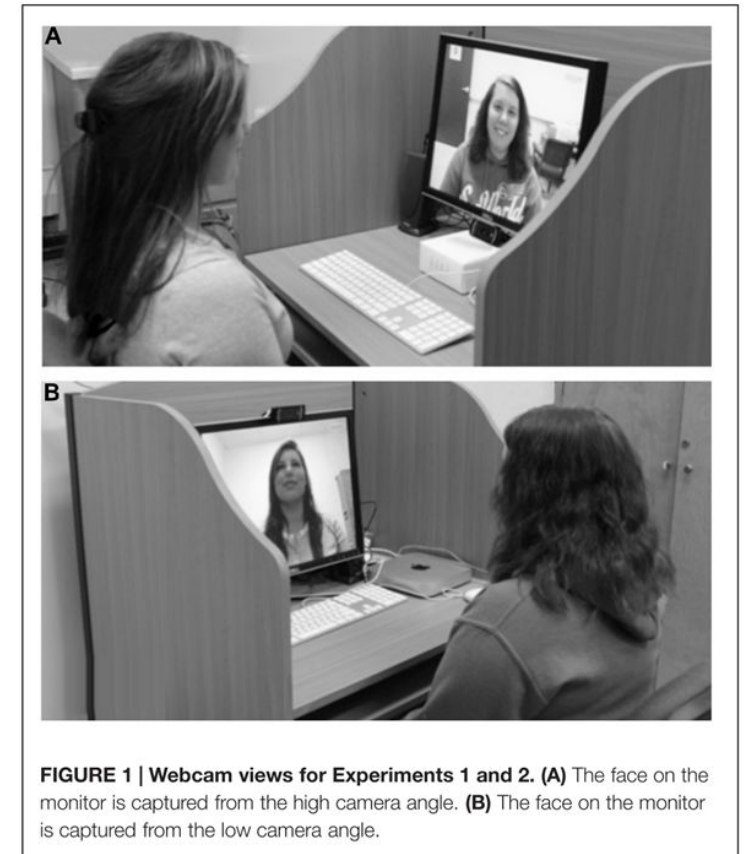 A
B
FIGURE 1 | Webcam views for Experiments 1 and 2. (A) The face on the
monitor is captured from the high camera angle. (B) The face on the monitor
is captured from the low camera angle.